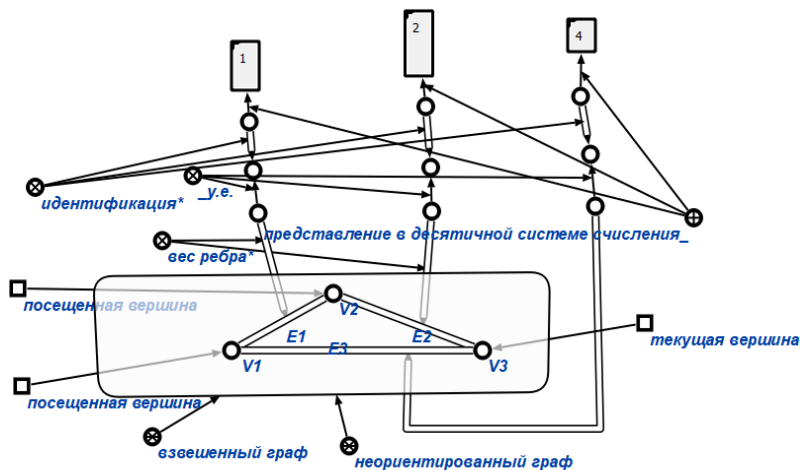 1
2
4
идентификация*
_у.е.
представление в десятичной системе счисления_
вес ребра*
посещенная вершина
V2
E1
E2
E3
текущая вершина
V1
V3
посещенная вершина
взвешенный граф
неориентированный граф